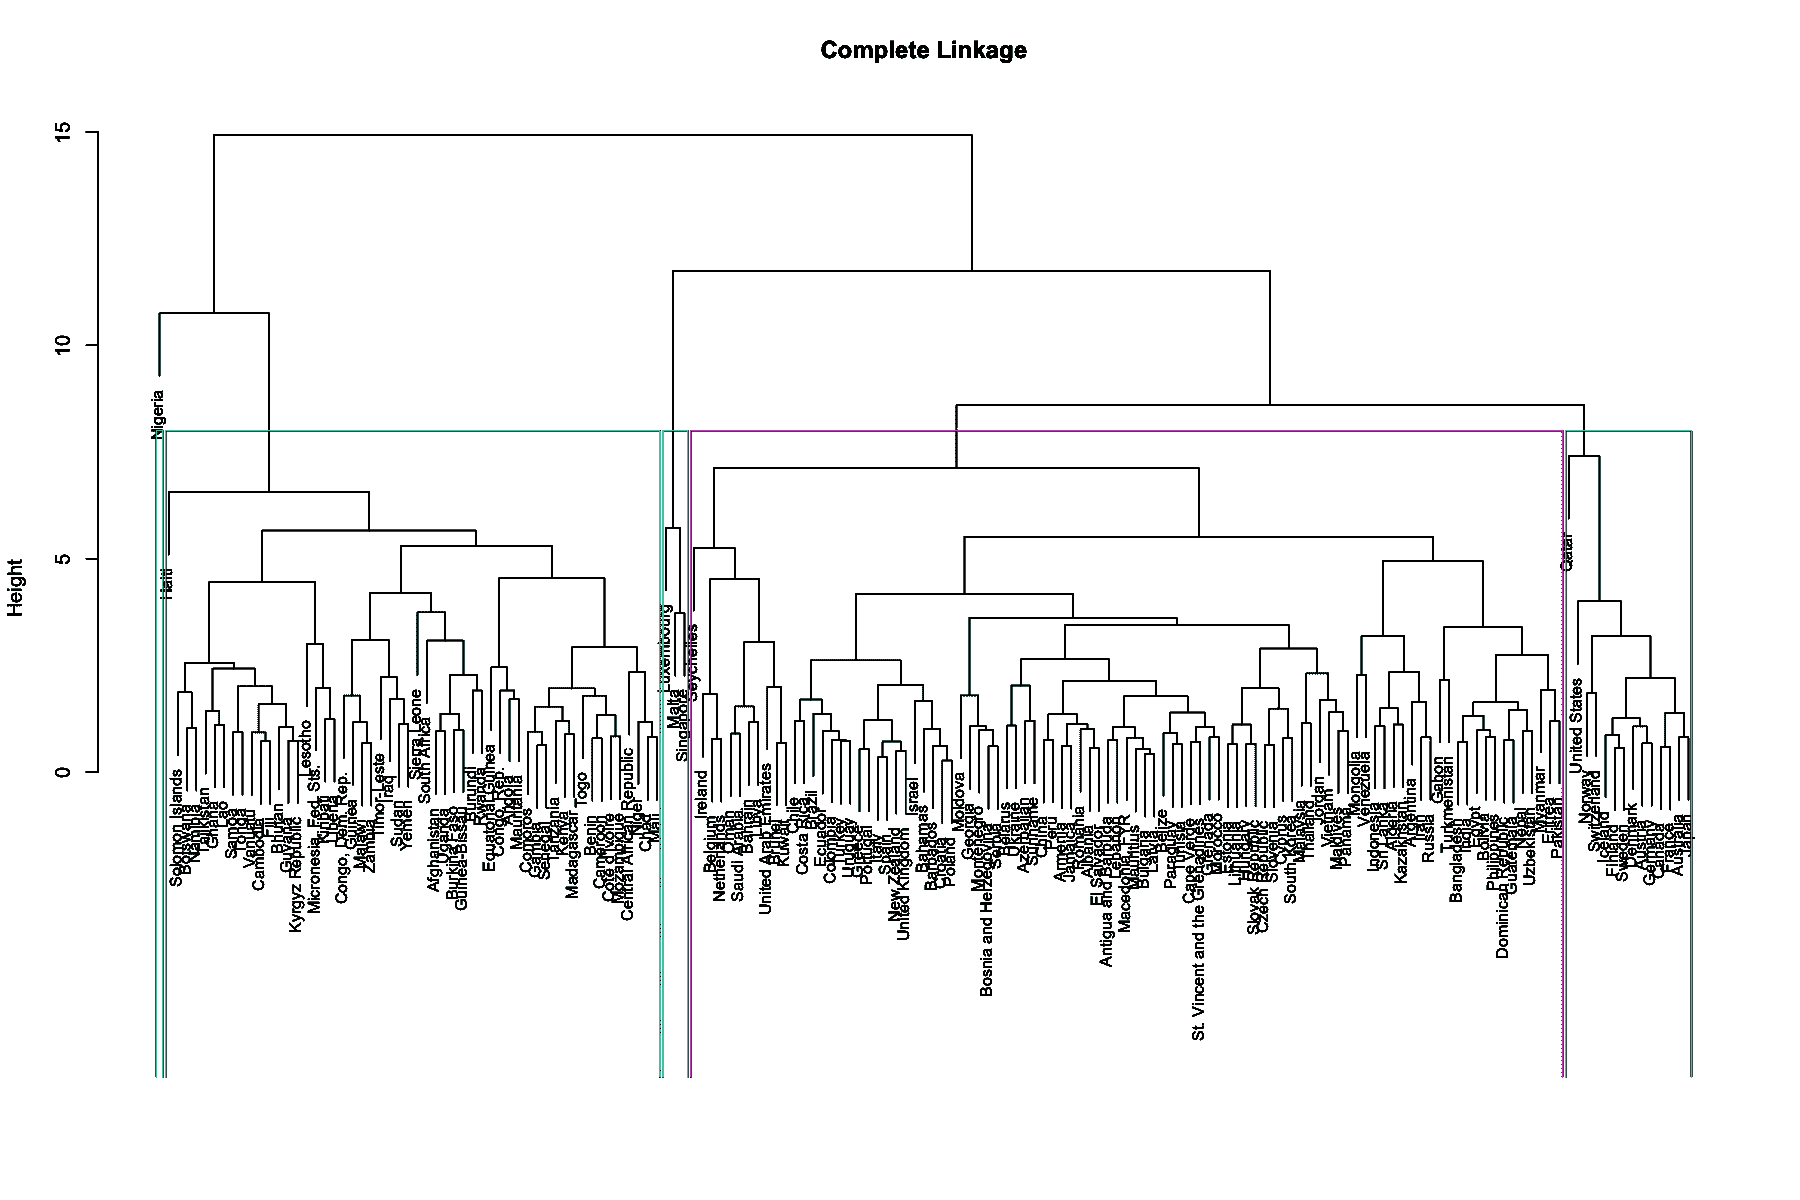 Complete Linkage
Height
15
10
5
0
Nigeria
Haiti
Solomon Islands
Botswana
Namibia
Tajikistan
Ghana
Lao
Samoa
Tonga
Vanuatu
Cambodia
Fiji
Bhutan
Guyana
Kyrgyz Republic
Lesotho
Micronesia, Fed. Sts.
Kiribati
Liberia
Congo, Dem. Rep.
Guinea
Malawi
Zambia
Timor-Leste
Iraq
Sudan
Yemen
Sierra Leone
South Africa
Afghanistan
Uganda
Burkina Faso
Guinea-Bissau
Burundi
Rwanda
Equatorial Guinea
Congo, Rep.
Angola
Mauritania
Comoros
Gambia
Senegal
Tanzania
Kenya
Madagascar
Togo
Benin
Cameroon
Cote d'Ivoire
Mozambique
Central African Republic
Chad
Niger
Mali
Luxembourg
Malta
Singapore
Seychelles
Ireland
Belgium
Netherlands
Oman
Saudi Arabia
Bahrain
Libya
United Arab Emirates
Brunei
Kuwait
Chile
Costa Rica
Brazil
Ecuador
Colombia
Turkey
Uruguay
Greece
Portugal
Italy
Spain
New Zealand
United Kingdom
Israel
Bahamas
Barbados
Poland
Moldova
Georgia
Montenegro
Bosnia and Herzegovina
Serbia
Belarus
Ukraine
Azerbaijan
Suriname
China
Peru
Armenia
Jamaica
Romania
Albania
El Salvador
Antigua and Barbuda
Lebanon
Macedonia, FYR
Mauritius
Bulgaria
Latvia
Belize
Paraguay
Tunisia
Cape Verde
St. Vincent and the Grenadines
Grenada
Morocco
Estonia
Lithuania
Hungary
Slovak Republic
Czech Republic
Slovenia
Cyprus
South Korea
Malaysia
Thailand
Jordan
Vietnam
Maldives
Panama
Mongolia
Venezuela
Indonesia
Sri Lanka
Algeria
Kazakhstan
Argentina
Iran
Russia
Gabon
Turkmenistan
Bangladesh
India
Egypt
Bolivia
Philippines
Dominican Republic
Guatemala
Nepal
Uzbekistan
Myanmar
Eritrea
Pakistan
Qatar
United States
Norway
Switzerland
Iceland
Finland
Sweden
Denmark
Austria
Germany
Canada
France
Australia
Japan